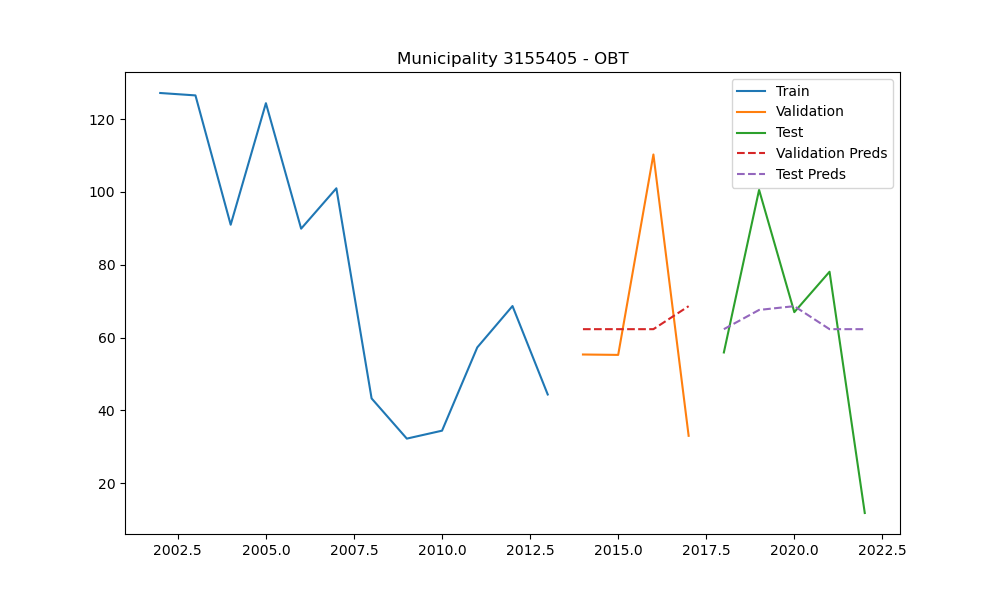 Municipality 3155405 - OBT
Train
Validation
Test
Validation Preds
Test Preds
120
100
80
60
40
20
2002.5 2005.0 2007.5 2010.0 2012.5 2015.0 2017.5 2020.0 2022.5